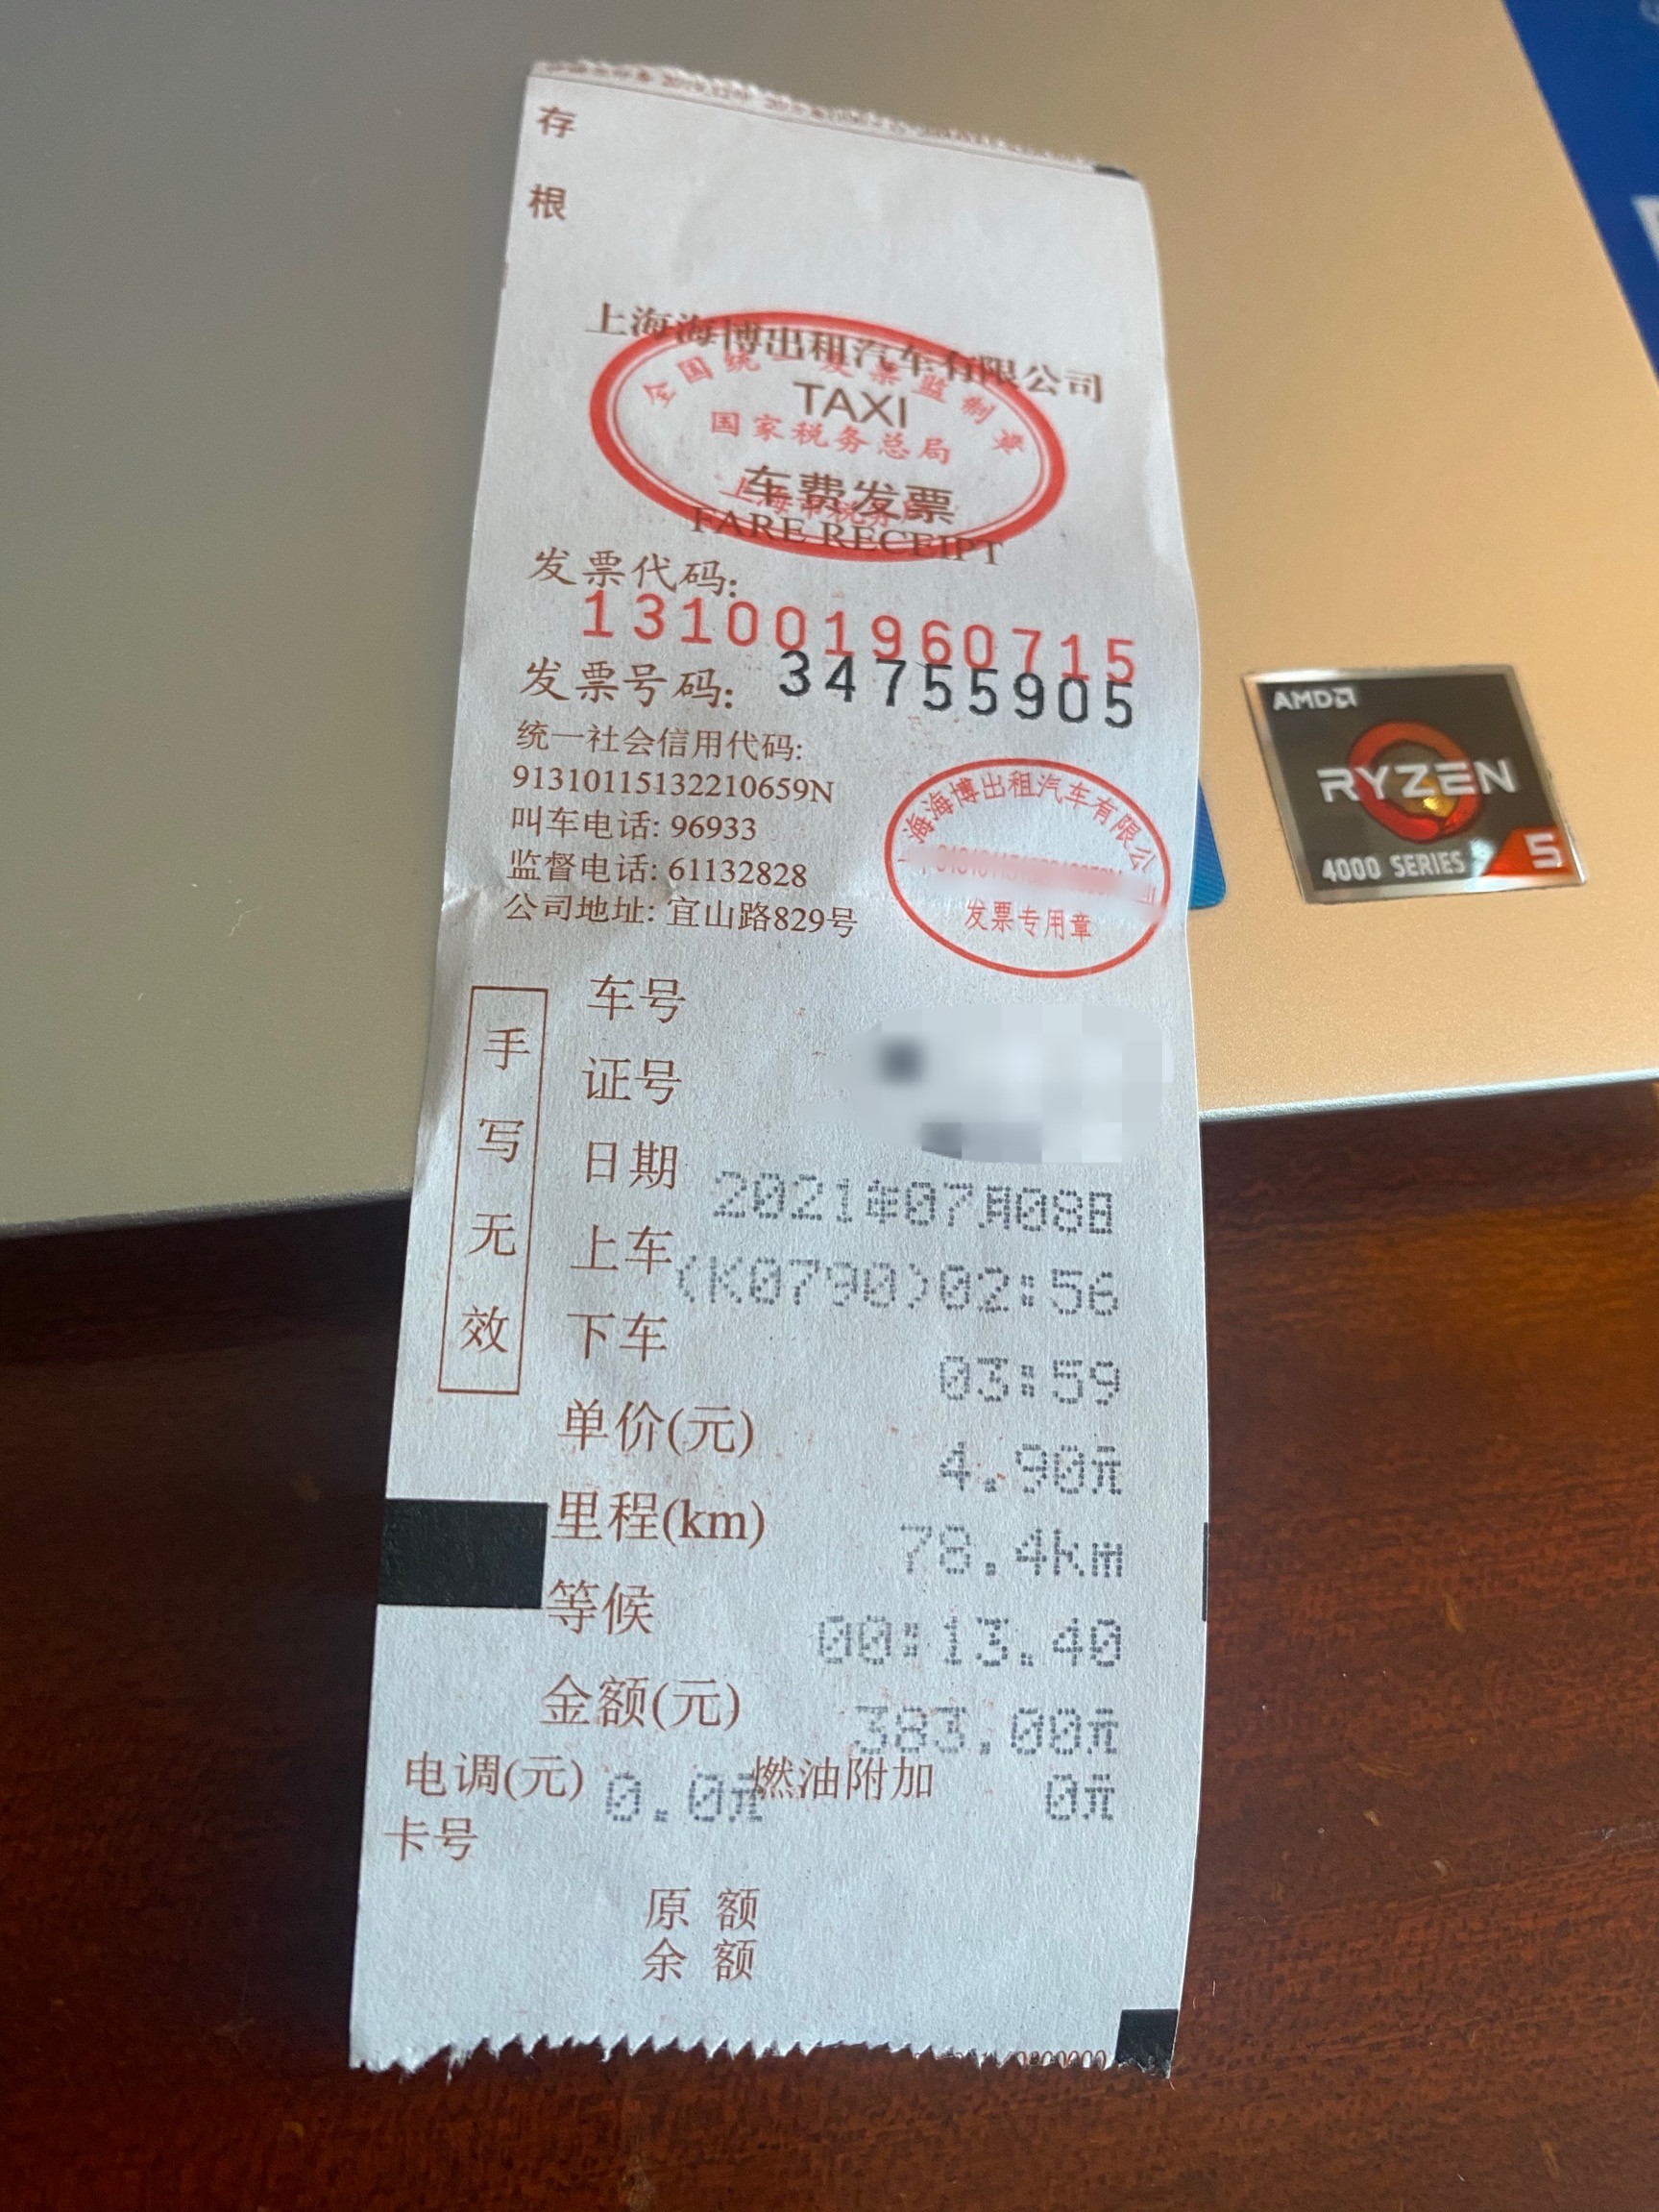 存
根
上海海博出租汽车有限公司
全国统一发票监制章
TAXI
国家税务总局
车费发票
上海市税务局
FARE RECEIPT
发票代码:
131001960715
发票号码: 34755905
统一社会信用代码:
91310115132210659N
叫车电话: 96933
监督电话: 61132828
公司地址: 宜山路829号
海海博出租汽车有限公
发票专用章
手写无效
车号
证号
日期 2021年07月08日
上车 (K0790)02:56
下车 03:59
单价(元) 4.90元
里程(km) 78.4km
等候 00:13.40
金额(元) 383.00元
电调(元) 0.0元 燃油附加 0元
卡号
原 额
余 额
AMD
RYZEN
4000 SERIES 5